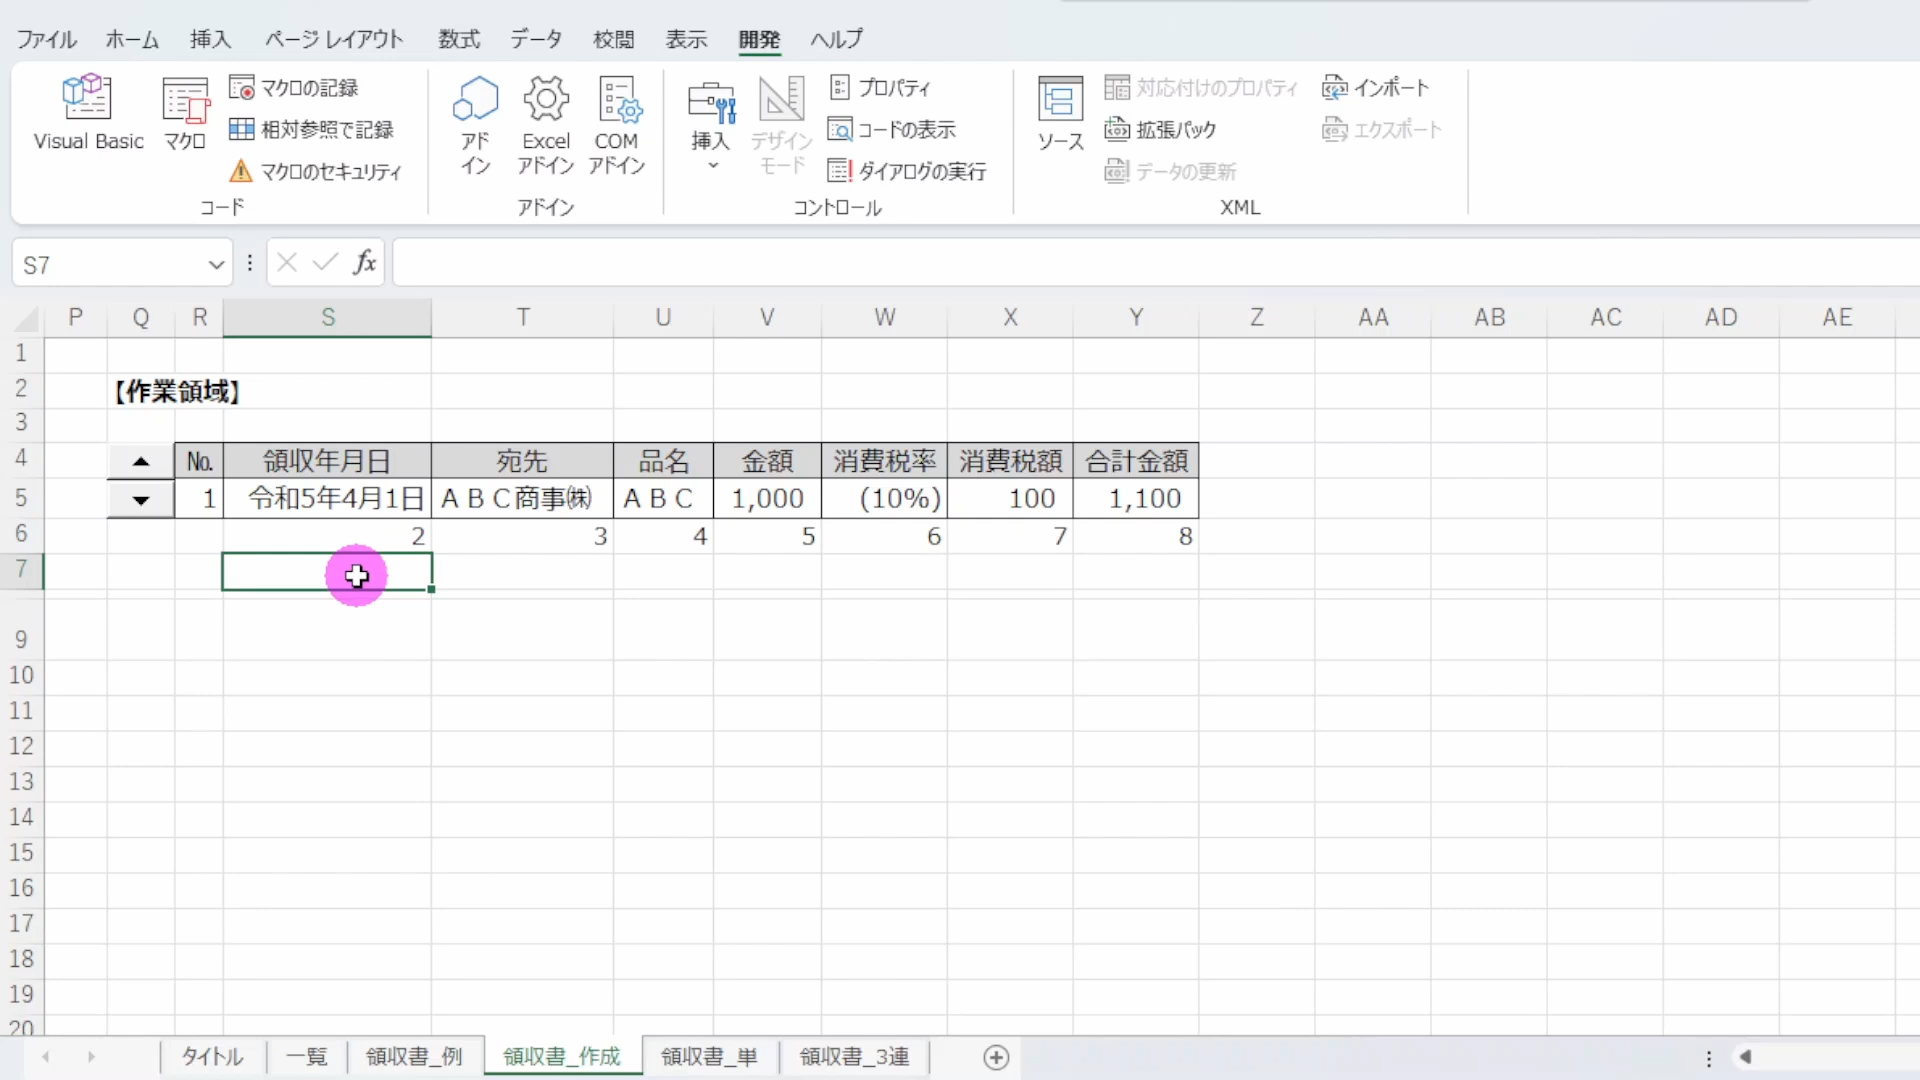 ファイル ホーム 挿入 ページ レイアウト 数式 データ 校閲 表示 開発 ヘルプ
Visual Basic マクロ マクロの記録 相対参照で記録 マクロのセキュリティ
コード
アド
イン
Excel
アドイン
COM
アドイン
アドイン
挿入 デザイン
モード
プロパティ
コードの表示
ダイアログの実行
コントロール
ソース 対応付けのプロパティ インポート
拡張パック エクスポート
データの更新
XML
S7 fx
P Q R S T U V W X Y Z AA AB AC AD AE
1
2 【作業領域】
3
4 ▲ № 領収年月日 宛先 品名 金額 消費税率 消費税額 合計金額
5 ▼ 1 令和5年4月1日 ＡＢＣ商事㈱ ＡＢＣ 1,000 (10%) 100 1,100
6 2 3 4 5 6 7 8
7
9
10
11
12
13
14
15
16
17
18
19
20
タイトル 一覧 領収書_例 領収書_作成 領収書_単 領収書_3連